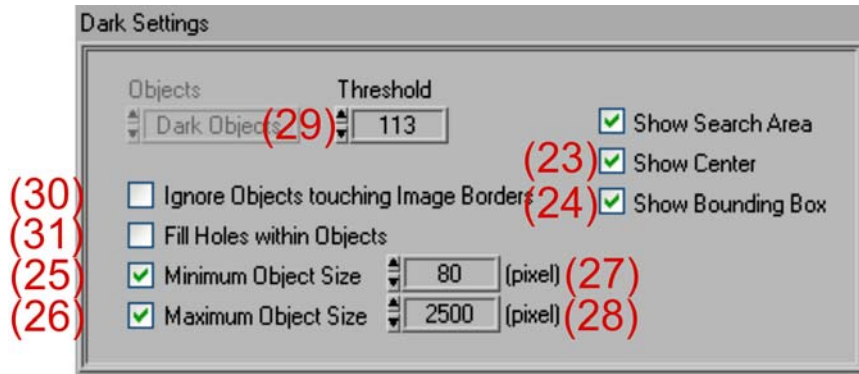 Dark Settings
Objects Threshold
Dark Objects (29) 113
Show Search Area
(23) Show Center
(30) Ignore Objects touching Image Borders (24) Show Bounding Box
(31) Fill Holes within Objects
(25) Minimum Object Size 80 (pixel) (27)
(26) Maximum Object Size 2500 (pixel) (28)